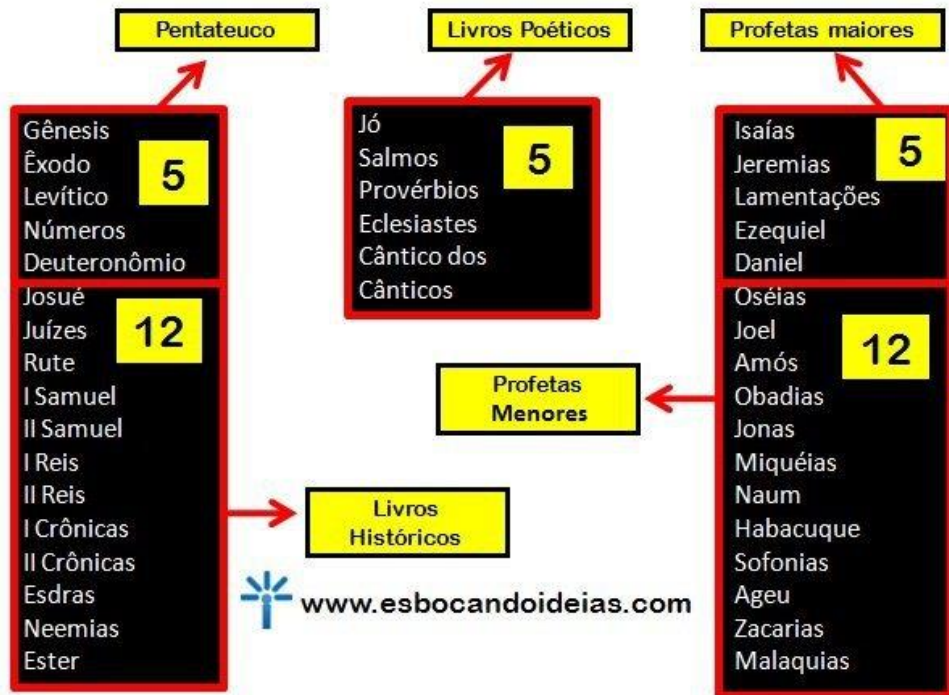 Pentateuco
Gênesis
Êxodo
Levítico
Números
Deuteronômio
5
Josué
Juízes
Rute
I Samuel
II Samuel
I Reis
II Reis
I Crônicas
II Crônicas
Esdras
Neemias
Ester
12
Livros
Históricos
Livros Poéticos
Jó
Salmos
Provérbios
Eclesiastes
Cântico dos
Cânticos
5
Profetas maiores
Isaías
Jeremias
Lamentações
Ezequiel
Daniel
5
Oséias
Joel
Amós
Obadias
Jonas
Miquéias
Naum
Habacuque
Sofonias
Ageu
Zacarias
Malaquias
12
Profetas
Menores
www.esbocandoideias.com